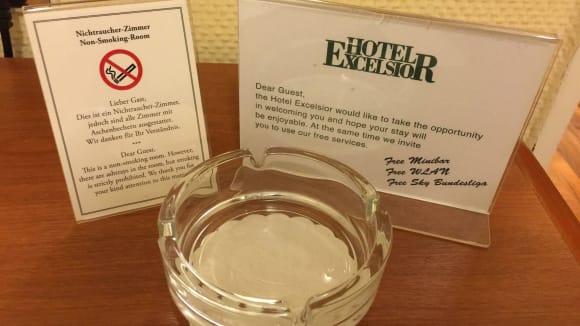 Nichtraucher-Zimmer
Non-Smoking-Room
Lieber Gast,
Dies ist ein Nichtraucher-Zimmer,
jedoch sind alle Zimmer mit
Aschenbechern ausgestattet.
Wir danken für Ihr Verständnis.
***
Dear Guest,
This is a non-smoking room. However,
there are ashtrays in the room, but smoking
is strictly prohibited. We thank you for
your kind attention to this
HOTEL
EXCELSIOR
Dear Guest,
the Hotel Excelsior would like to take the opportunity
in welcoming you and hope your stay will
be enjoyable. At the same time we invite
you to use our free services.
Free Minibar
Free WLAN
Free Sky Bundesliga